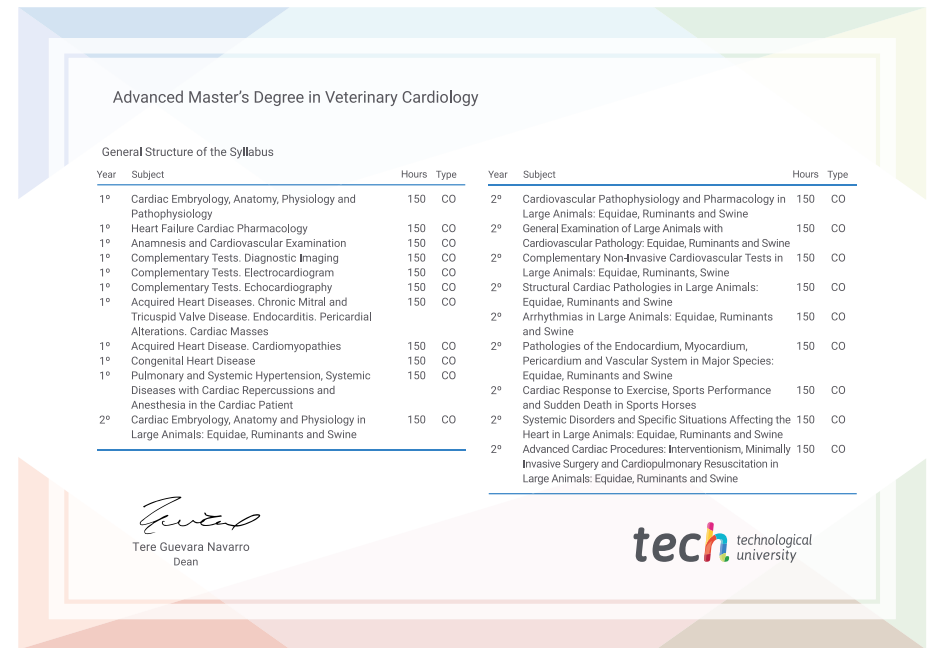 Advanced Master's Degree in Veterinary Cardiology
General Structure of the Syllabus
Year Subject Hours Type
1º Cardiac Embryology, Anatomy, Physiology and 150 CO
Pathophysiology
1º Heart Failure Cardiac Pharmacology 150 CO
1º Anamnesis and Cardiovascular Examination 150 CO
1º Complementary Tests. Diagnostic Imaging 150 CO
1º Complementary Tests. Electrocardiogram 150 CO
1º Complementary Tests. Echocardiography 150 CO
1º Acquired Heart Diseases. Chronic Mitral and 150 CO
Tricuspid Valve Disease. Endocarditis. Pericardial
Alterations. Cardiac Masses
1º Acquired Heart Disease. Cardiomyopathies 150 CO
1º Congenital Heart Disease 150 CO
1º Pulmonary and Systemic Hypertension, Systemic 150 CO
Diseases with Cardiac Repercussions and
Anesthesia in the Cardiac Patient
2º Cardiac Embryology, Anatomy and Physiology in 150 CO
Large Animals: Equidae, Ruminants and Swine
Year Subject Hours Type
2º Cardiovascular Pathophysiology and Pharmacology in 150 CO
Large Animals: Equidae, Ruminants and Swine
2º General Examination of Large Animals with 150 CO
Cardiovascular Pathology: Equidae, Ruminants and Swine
2º Complementary Non-Invasive Cardiovascular Tests in 150 CO
Large Animals: Equidae, Ruminants, Swine
2º Structural Cardiac Pathologies in Large Animals: 150 CO
Equidae, Ruminants and Swine
2º Arrhythmias in Large Animals: Equidae, Ruminants 150 CO
and Swine
2º Pathologies of the Endocardium, Myocardium, 150 CO
Pericardium and Vascular System in Major Species:
Equidae, Ruminants and Swine
2º Cardiac Response to Exercise, Sports Performance 150 CO
and Sudden Death in Sports Horses
2º Systemic Disorders and Specific Situations Affecting the 150 CO
Heart in Large Animals: Equidae, Ruminants and Swine
2º Advanced Cardiac Procedures: Interventionism, Minimally 150 CO
Invasive Surgery and Cardiopulmonary Resuscitation in
Large Animals: Equidae, Ruminants and Swine
Tere Guevara Navarro
Dean
tech technological
university